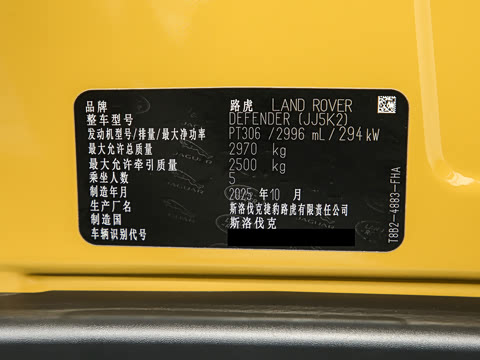 品牌 路虎 LAND ROVER
整车型号 DEFENDER (JJ5K2)
发动机型号/排量/最大净功率 PT306 /2996 mL/294 kW
最大允许总质量 2970 kg
最大允许牵引质量 2500 kg
乘坐人数 5
制造年月 2025 年 10 月
生产厂名 斯洛伐克捷豹路虎有限责任公司
制造国 斯洛伐克
车辆识别代号
T8B2-4683-FHA
JAGUAR
JAGUAR